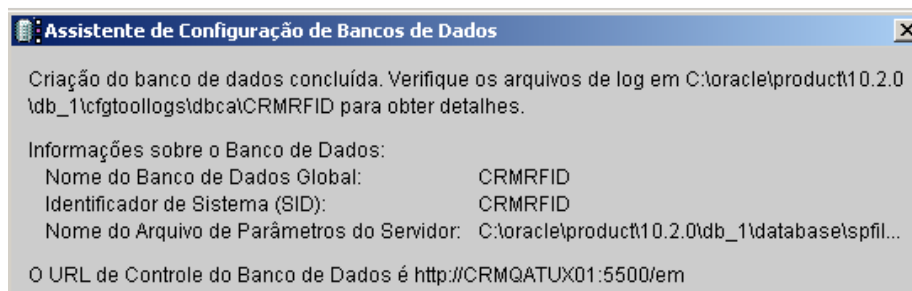 Assistente de Configuração de Bancos de Dados
Criação do banco de dados concluída. Verifique os arquivos de log em C:\oracle\product\10.2.0
\db_1\cfgtoollogs\dbca\CRMRFID para obter detalhes.
Informações sobre o Banco de Dados:
Nome do Banco de Dados Global: CRMRFID
Identificador de Sistema (SID): CRMRFID
Nome do Arquivo de Parâmetros do Servidor: C:\oracle\product\10.2.0\db_1\database\spfil...
O URL de Controle do Banco de Dados é http://CRMQATUX01:5500/em